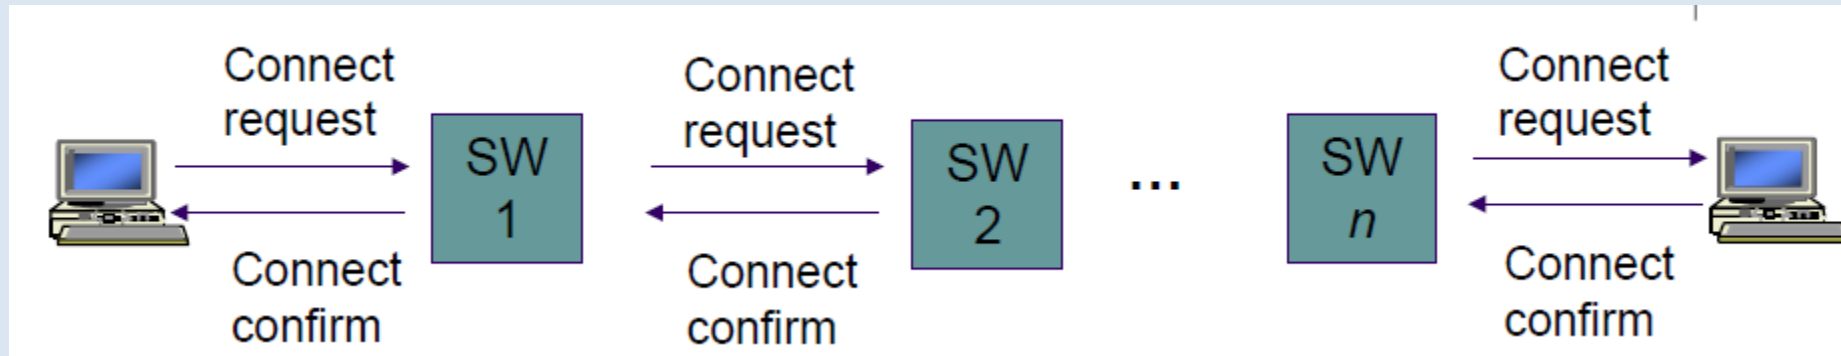 Connect
request
Connect
request
Connect
request
SW
1
SW
2
...
SW
n
Connect
confirm
Connect
confirm
Connect
confirm